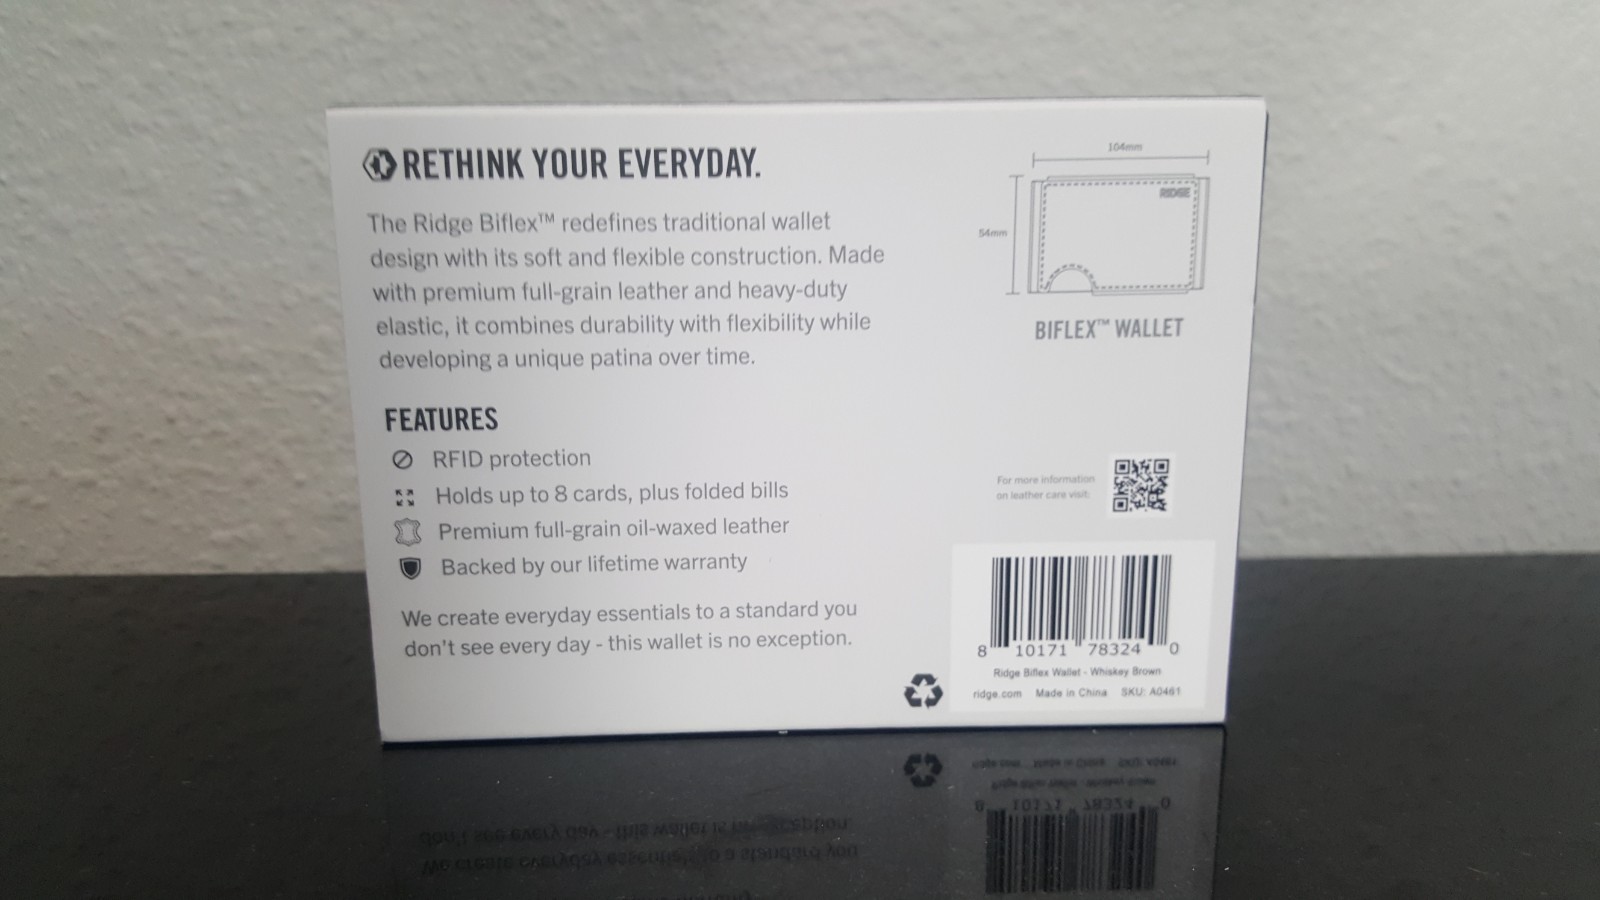 RETHINK YOUR EVERYDAY.
The Ridge Biflex™ redefines traditional wallet
design with its soft and flexible construction. Made
with premium full-grain leather and heavy-duty
elastic, it combines durability with flexibility while
developing a unique patina over time.
FEATURES
RFID protection
Holds up to 8 cards, plus folded bills
Premium full-grain oil-waxed leather
Backed by our lifetime warranty
We create everyday essentials to a standard you
don't see every day - this wallet is no exception.
104mm
RIDGE
54mm
BIFLEX™ WALLET
For more information
on leather care visit:
8 10171 78324 0
Ridge Biflex Wallet - Whiskey Brown
ridge.com Made in China SKU: A0461